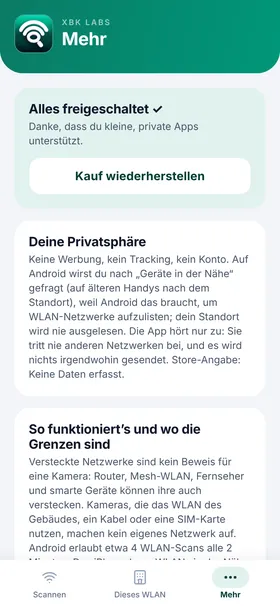 XBK LABS
Mehr
Alles freigeschaltet ✓
Danke, dass du kleine, private Apps
unterstützt.
Kauf wiederherstellen
Deine Privatsphäre
Keine Werbung, kein Tracking, kein Konto. Auf
Android wirst du nach „Geräte in der Nähe“
gefragt (auf älteren Handys nach dem
Standort), weil Android das braucht, um
WLAN-Netzwerke aufzulisten; dein Standort
wird nie ausgelesen. Die App hört nur zu: Sie
tritt nie anderen Netzwerken bei, und es wird
nichts irgendwohin gesendet. Store-Angabe:
Keine Daten erfasst.
So funktioniert’s und wo die
Grenzen sind
Versteckte Netzwerke sind kein Beweis für
eine Kamera: Router, Mesh-WLAN, Fernseher
und smarte Geräte können ihre auch
verstecken. Kameras, die das WLAN des
Gebäudes, ein Kabel oder eine SIM-Karte
nutzen, machen kein eigenes Netzwerk auf.
Android erlaubt etwa 4 WLAN-Scans alle 2
Scannen
Dieses WLAN
Mehr